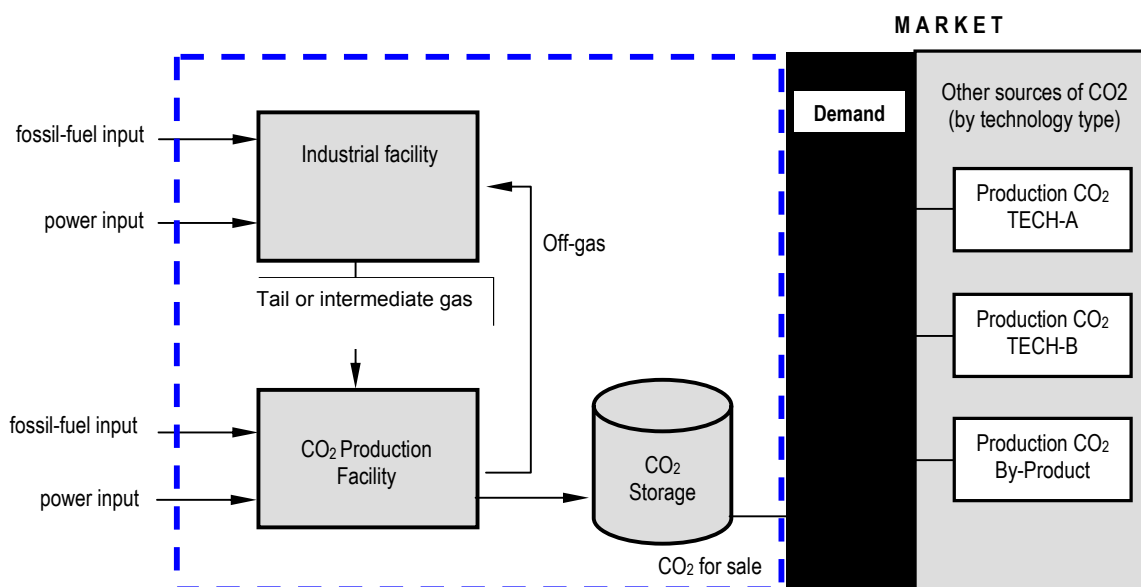 MARKET
Other sources of CO2
(by technology type)
Demand
fossil-fuel input
Industrial facility
Production CO₂
TECH-A
power input
Off-gas
Tail or intermediate gas
Production CO₂
TECH-B
fossil-fuel input
CO₂ Production
Facility
CO₂
Storage
Production CO₂
By-Product
power input
CO₂ for sale